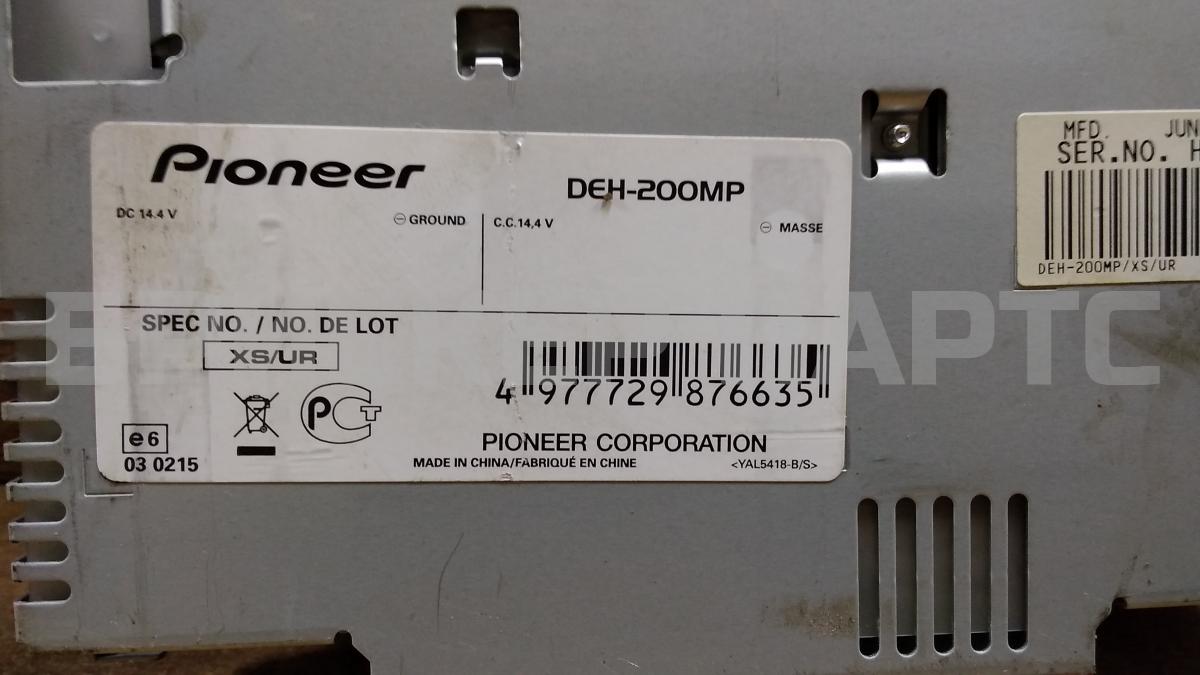 Pioneer
DEH-200MP
DC 14.4 V
⊖ GROUND
C.C.14,4 V
⊖ MASSE
SPEC NO. / NO. DE LOT
XS/UR
4 977729 876635
PCT
e6
03 0215
PIONEER CORPORATION
MADE IN CHINA/FABRIQUÉ EN CHINE
<YAL5418-B/S>
MFD. JUN
SER.NO. H
DEH-200MP/XS/UR